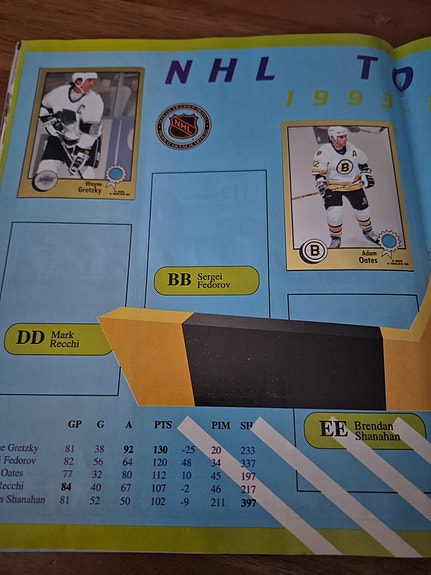 NHL TO
1993-
Wayne
Gretzky
NHL
Adam
Oates
B
BB Sergei
Fedorov
DD Mark
Recchi
EE Brendan
Shanahan
GP G A PTS PIM SH
e Gretzky 81 38 92 130 -25 20 233
i Fedorov 82 56 64 120 48 34 337
Oates 77 32 80 112 10 45 197
Recchi 84 40 67 107 -2 46 217
n Shanahan 81 52 50 102 -9 211 397